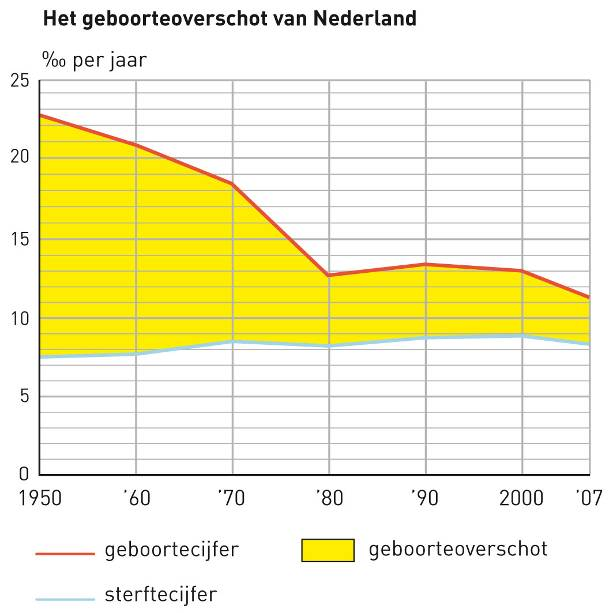 Het geboorteoverschot van Nederland
‰ per jaar
25
20
15
10
5
0
1950 '60 '70 '80 '90 2000 '07
geboortecijfer geboorteoverschot
sterftecijfer